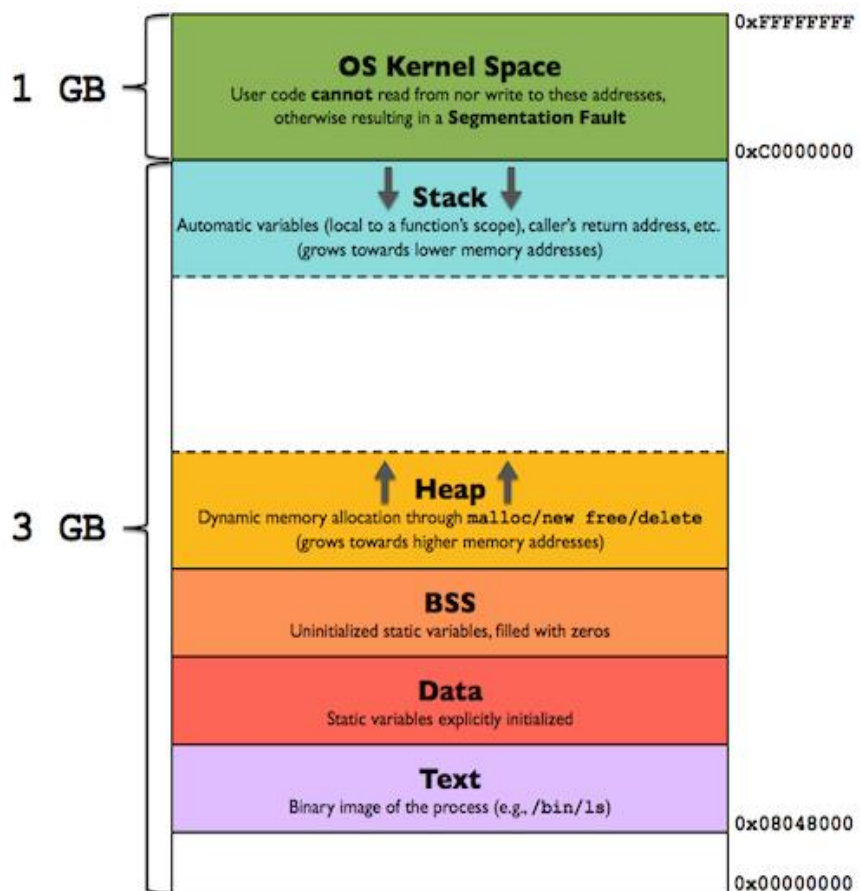 0xFFFFFFFF
OS Kernel Space
1 GB
User code cannot read from nor write to these addresses,
otherwise resulting in a Segmentation Fault
0xC0000000
Stack
Automatic variables (local to a function's scope), caller's return address, etc.
(grows towards lower memory addresses)
Heap
3 GB
Dynamic memory allocation through malloc/new free/delete
(grows towards higher memory addresses)
BSS
Uninitialized static variables, filled with zeros
Data
Static variables explicitly initialized
Text
Binary image of the process (e.g., /bin/ls)
0x08048000
0x00000000